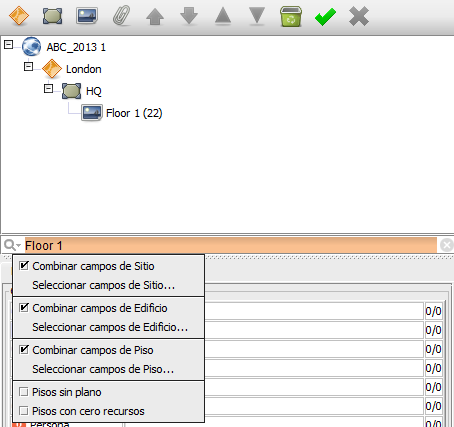 ABC_2013 1
London
HQ
Floor 1 (22)
Floor 1
Combinar campos de Sitio
Seleccionar campos de Sitio...
Combinar campos de Edificio
0/0
Seleccionar campos de Edificio...
0/0
Combinar campos de Piso
0/0
Seleccionar campos de Piso...
0/0
Pisos sin plano
0/0
Pisos con cero recursos
0/0
Persona
0/0